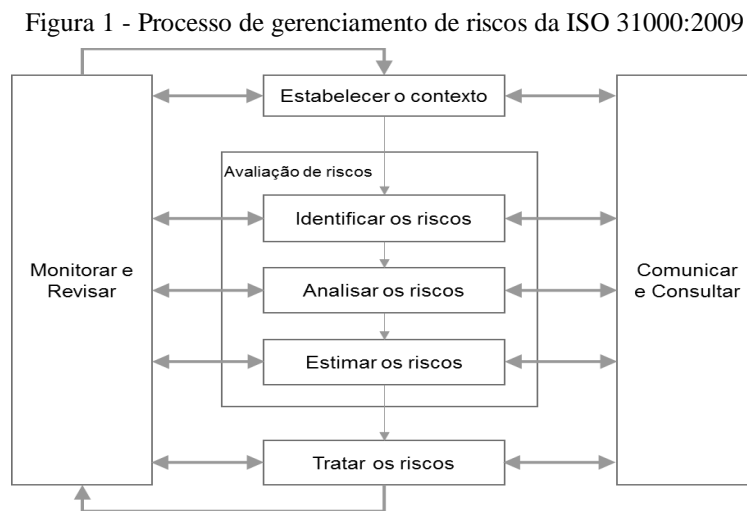 Figura 1 - Processo de gerenciamento de riscos da ISO 31000:2009
Estabelecer o contexto
Avaliação de riscos
Identificar os riscos
Monitorar e
Revisar
Analisar os riscos
Comunicar
e Consultar
Estimar os riscos
Tratar os riscos